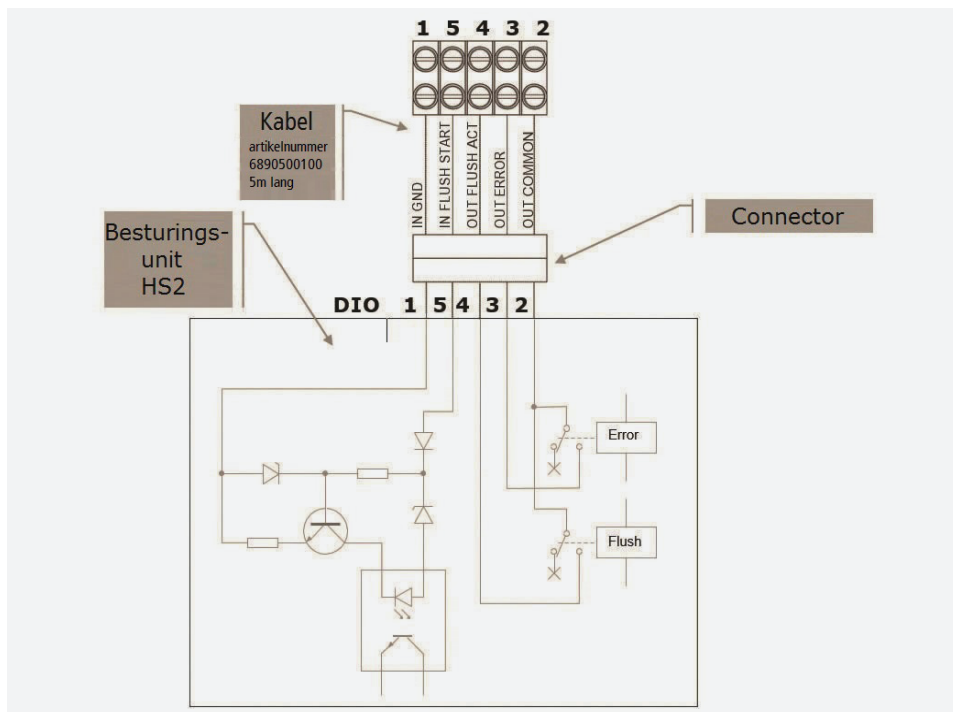 1 5 4 3 2
Kabel
artikelnummer
6890500100
5m lang
IN GND
IN FLUSH START
OUT FLUSH ACT
OUT ERROR
OUT COMMON
Connector
Besturings-
unit
HS2
DIO 1 5 4 3 2
Error
Flush